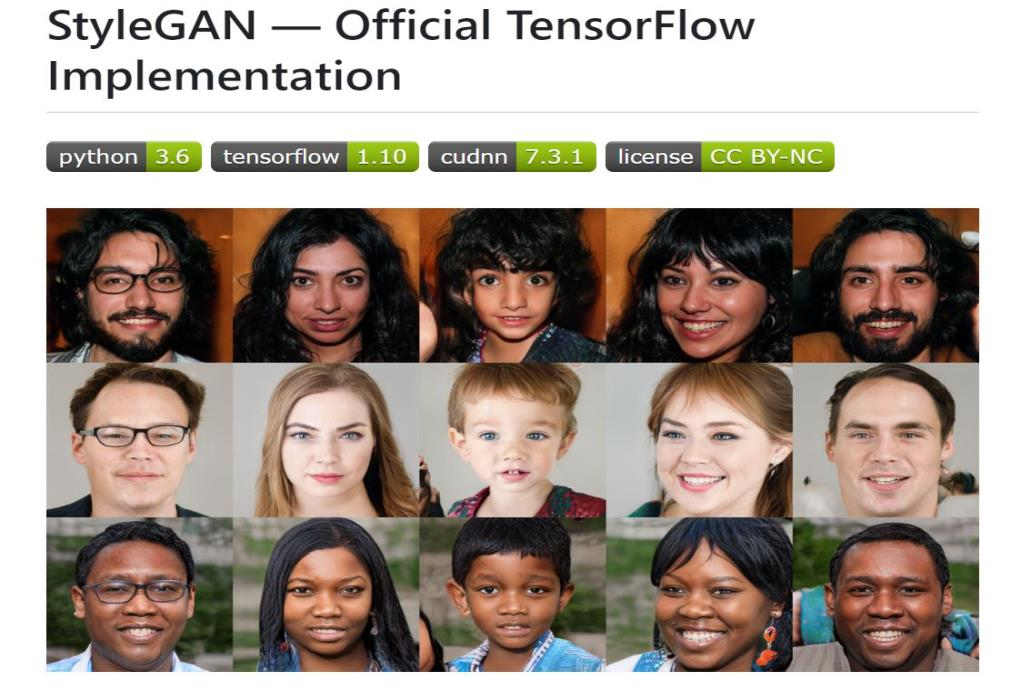 StyleGAN — Official TensorFlow
Implementation
python 3.6 tensorflow 1.10 cudnn 7.3.1 license CC BY-NC